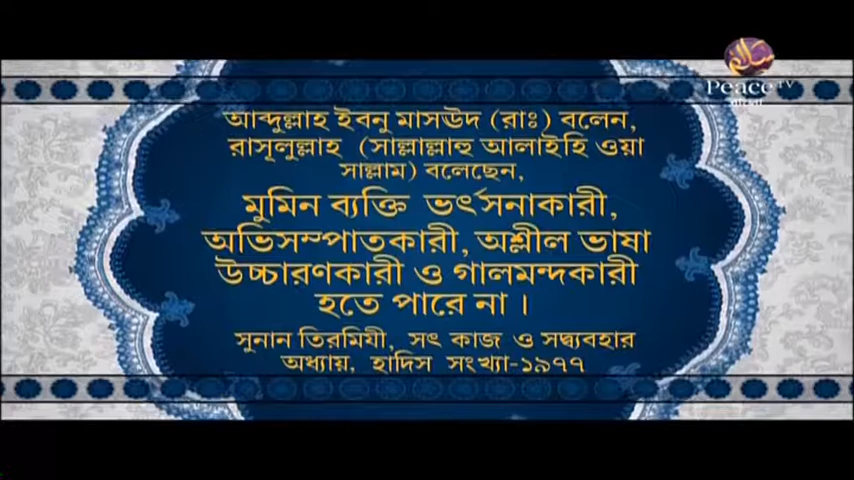 سلام
Peace TV
বাংলা
আব্দুল্লাহ ইবনু মাসঊদ (রাঃ) বলেন,
রাসূলুল্লাহ (সাল্লাল্লাহু আলাইহি ওয়া
সাল্লাম) বলেছেন,
মুমিন ব্যক্তি ভর্ৎসনাকারী,
অভিসম্পাতকারী, অশ্লীল ভাষা
উচ্চারণকারী ও গালমন্দকারী
হতে পারে না।
সুনান তিরমিযী, সৎ কাজ ও সদ্ব্যবহার
অধ্যায়, হাদিস সংখ্যা-১৯৭৭